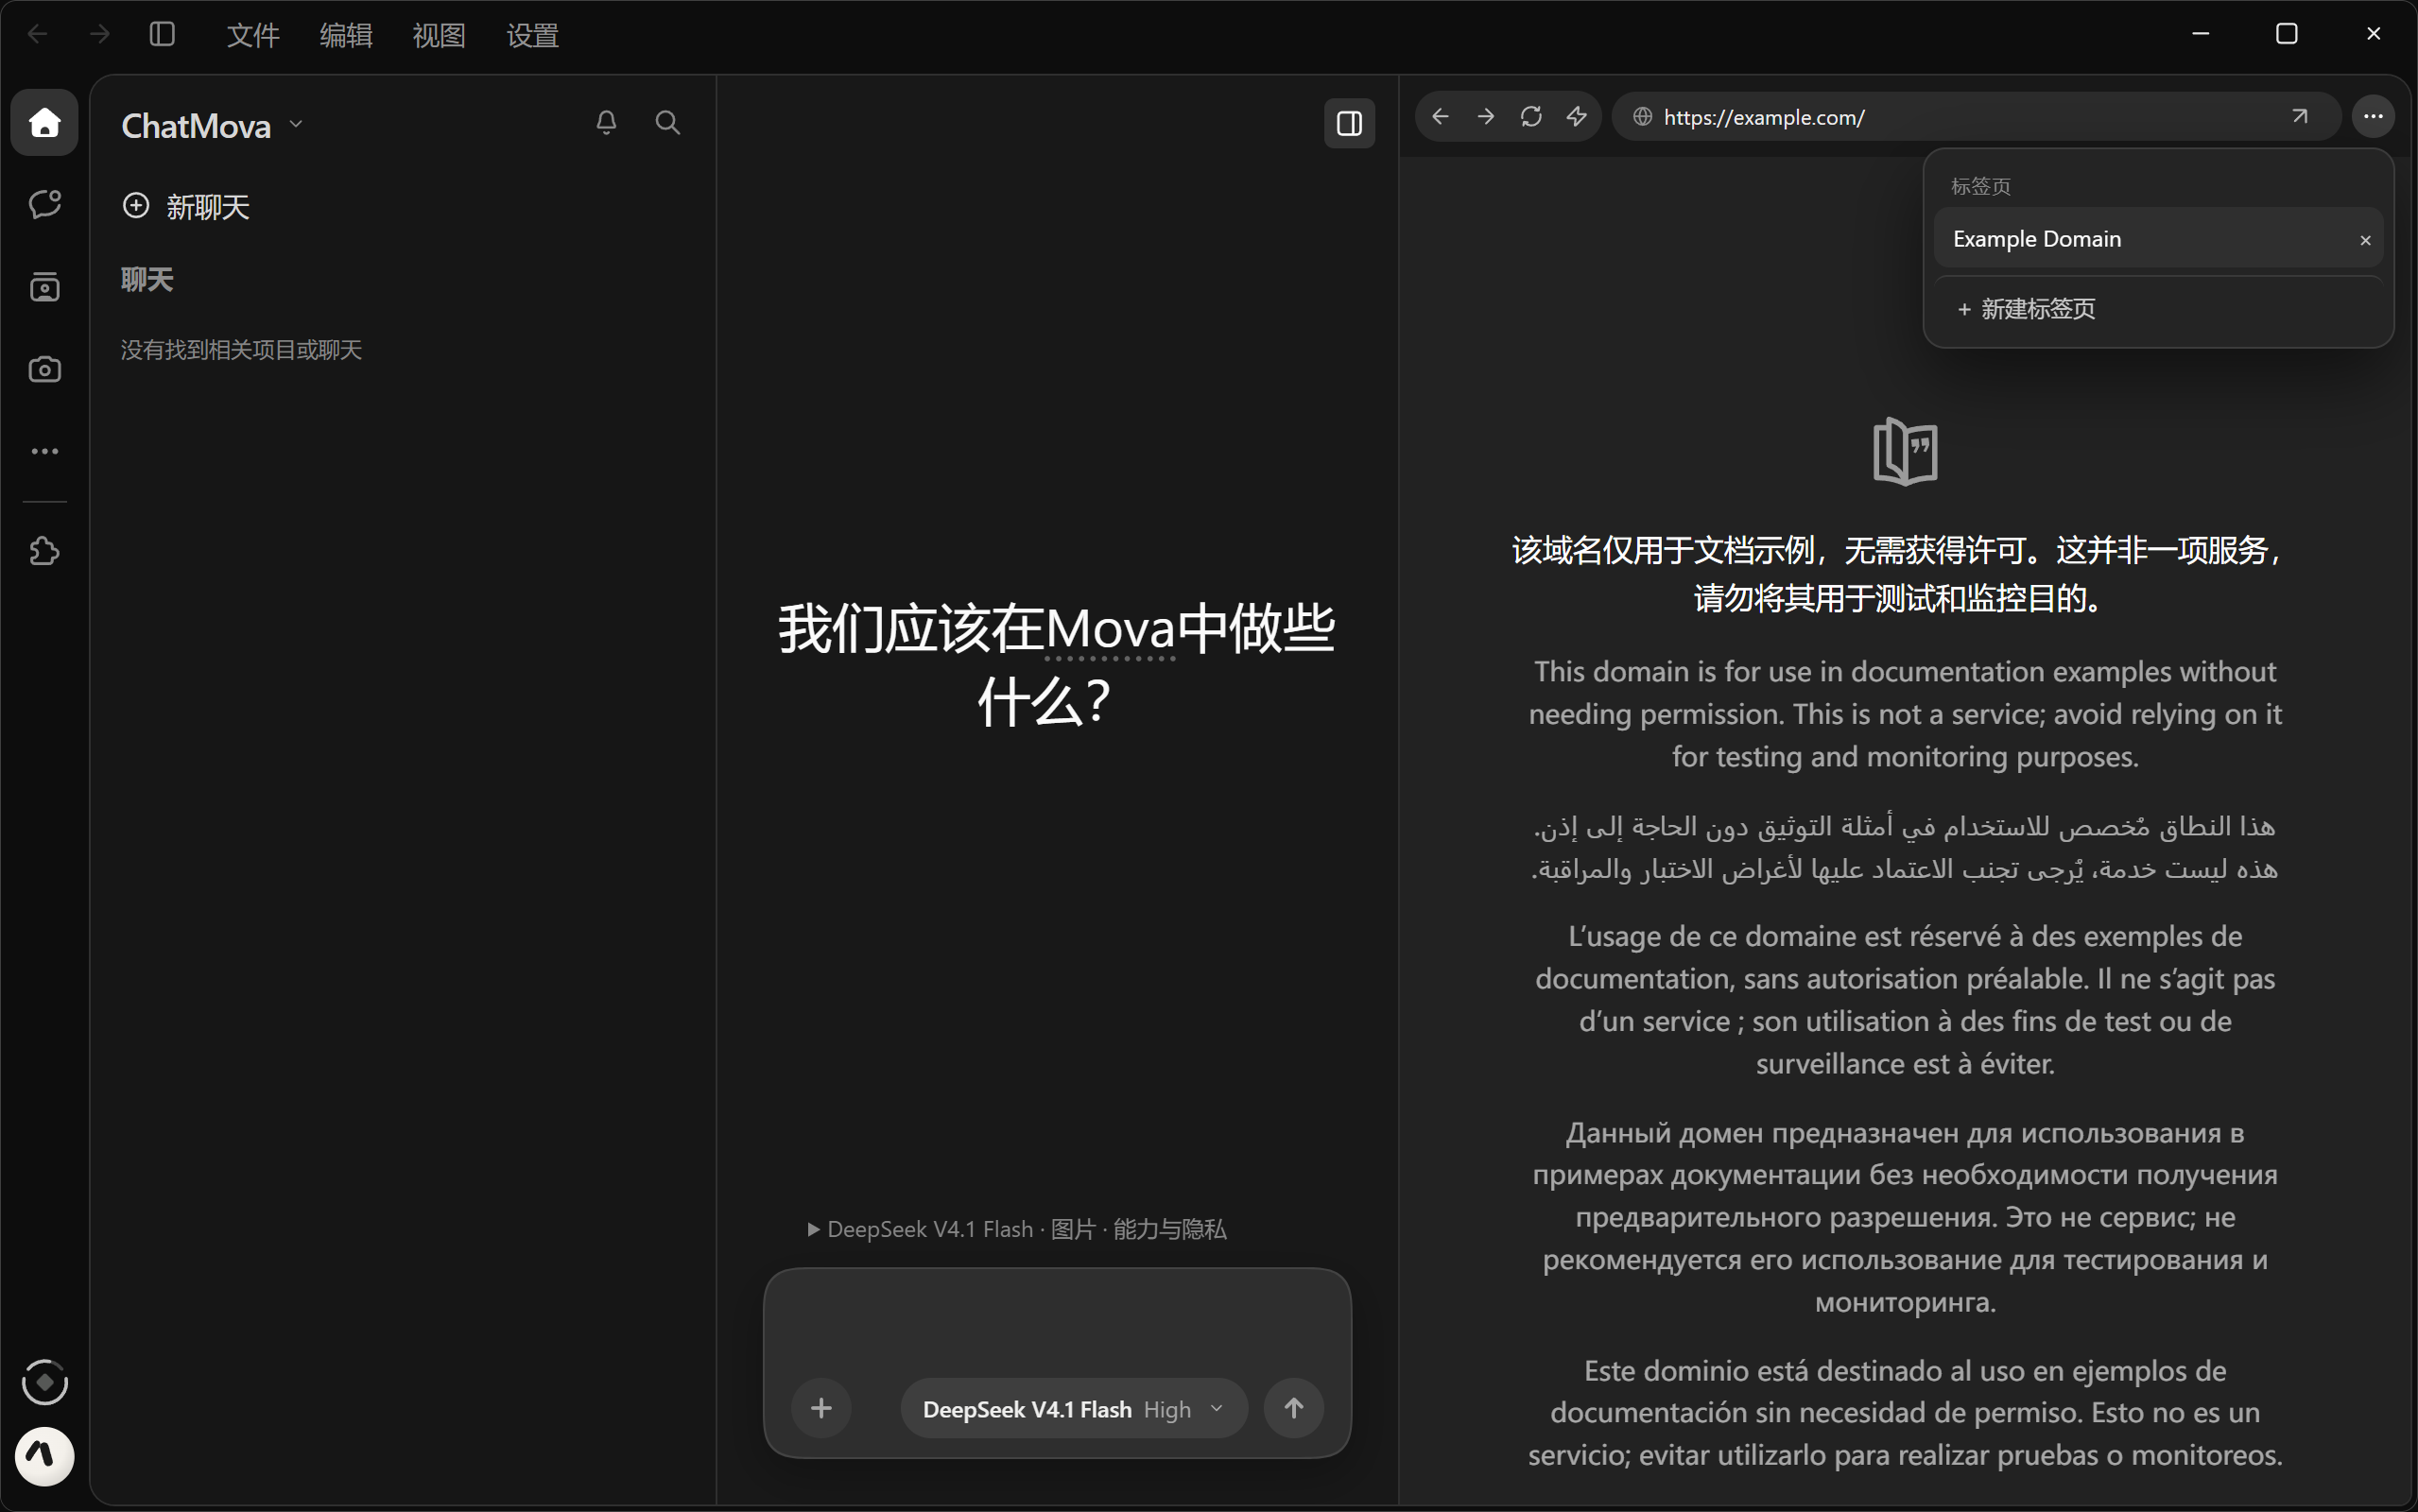 文件 编辑 视图 设置
ChatMova
新聊天
聊天
没有找到相关项目或聊天
我们应该在Mova中做些
什么？
DeepSeek V4.1 Flash · 图片 · 能力与隐私
DeepSeek V4.1 Flash High
https://example.com/
标签页
Example Domain
+ 新建标签页
该域名仅用于文档示例，无需获得许可。这并非一项服务，
请勿将其用于测试和监控目的。
This domain is for use in documentation examples without
needing permission. This is not a service; avoid relying on it
for testing and monitoring purposes.
هذا النطاق مُخصص للاستخدام في أمثلة التوثيق دون الحاجة إلى إذن.
هذه ليست خدمة، يُرجى تجنب الاعتماد عليها لأغراض الاختبار والمراقبة.
L’usage de ce domaine est réservé à des exemples de
documentation, sans autorisation préalable. Il ne s’agit pas
d’un service ; son utilisation à des fins de test ou de
surveillance est à éviter.
Данный домен предназначен для использования в
примерах документации без необходимости получения
предварительного разрешения. Это не сервис; не
рекомендуется его использование для тестирования и
мониторинга.
Este dominio está destinado al uso en ejemplos de
documentación sin necesidad de permiso. Esto no es un
servicio; evitar utilizarlo para realizar pruebas o monitoreos.